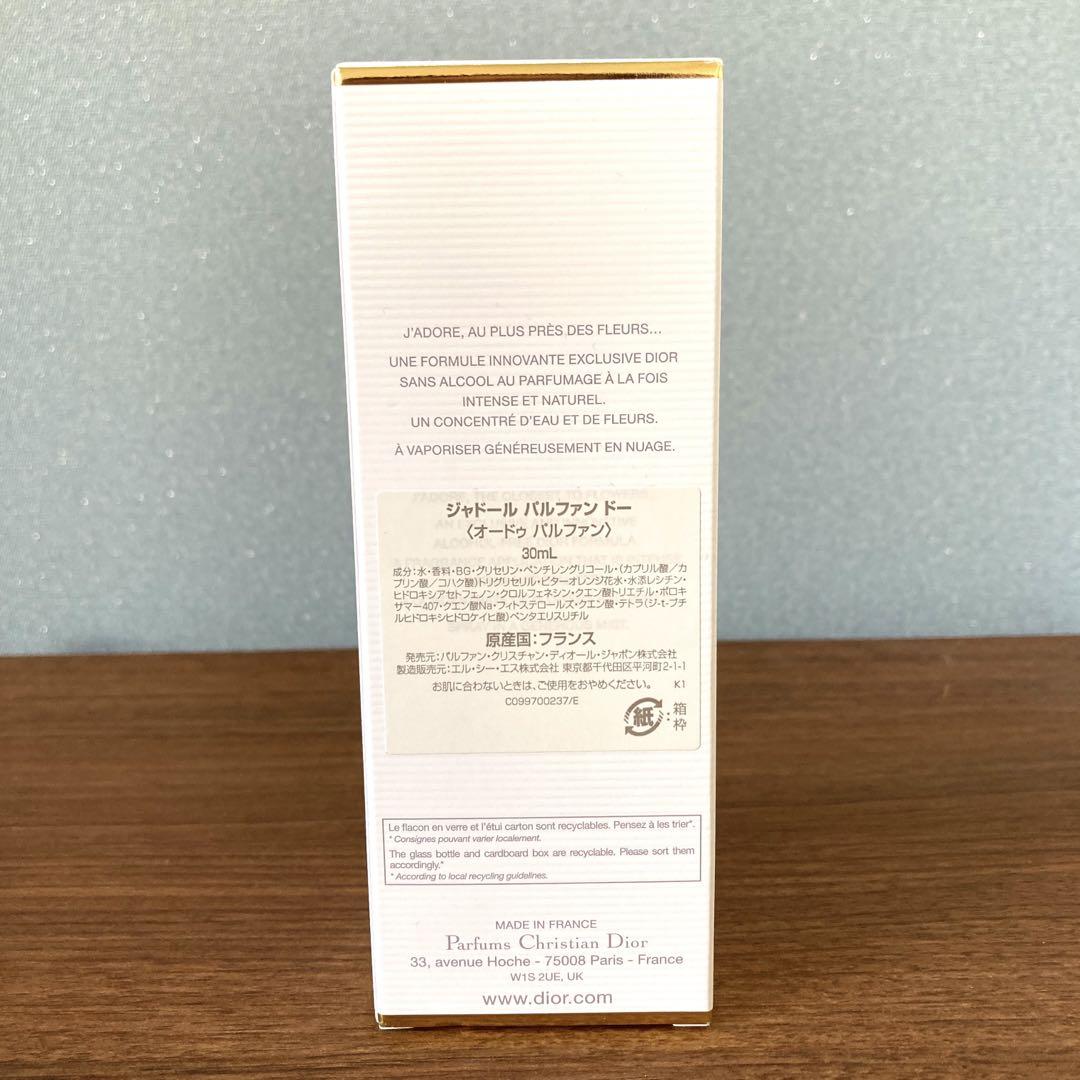 J'ADORE, AU PLUS PRÈS DES FLEURS...
UNE FORMULE INNOVANTE EXCLUSIVE DIOR
SANS ALCOOL AU PARFUMAGE À LA FOIS
INTENSE ET NATUREL.
UN CONCENTRÉ D'EAU ET DE FLEURS.
À VAPORISER GÉNÉREUSEMENT EN NUAGE.
ジャドール パルファン ドー
〈オードゥ パルファン〉
30mL
成分:水・香料・BG・グリセリン・ペンチレングリコール・(カプリル酸/カ
プリン酸/コハク酸)トリグリセリル・ビターオレンジ花水・水添レシチン・
ヒドロキシアセトフェノン・クロルフェネシン・クエン酸トリエチル・ポロキ
サマー407・クエン酸Na・フィトステロールズ・クエン酸・テトラ(ジ-t-ブチ
ルヒドロキシヒドロケイヒ酸)ペンタエリスリチル
原産国:フランス
発売元:パルファン・クリスチャン・ディオール・ジャポン株式会社
製造販売元:エル・シー・エス株式会社 東京都千代田区平河町2-1-1
お肌に合わないときは、ご使用をおやめください。 K1
C099700237/E
紙:箱
枠
Le flacon en verre et l'étui carton sont recyclables. Pensez à les trier*.
* Consignes pouvant varier localement.
The glass bottle and cardboard box are recyclable. Please sort them
accordingly.*
* According to local recycling guidelines.
MADE IN FRANCE
Parfums Christian Dior
33, avenue Hoche - 75008 Paris - France
W1S 2UE, UK
www.dior.com